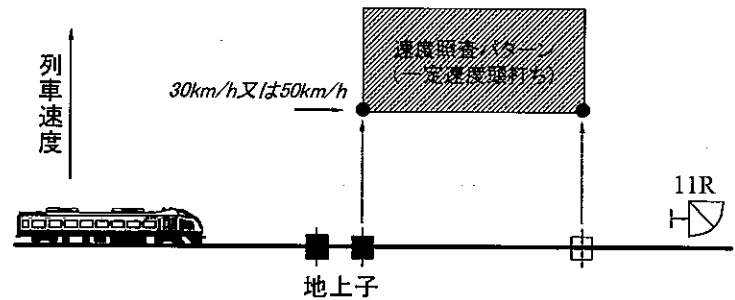 列車速度
30km/h又は50km/h
速度照査パターン
(一定速度頭打ち)
11R
地上子